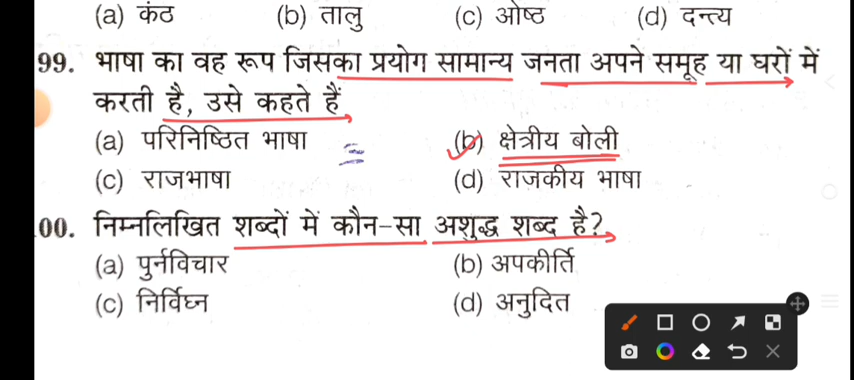 (a) कंठ (b) तालु (c) ओष्ठ (d) दन्त्य
99. भाषा का वह रूप जिसका प्रयोग सामान्य जनता अपने समूह या घरों में
करती है, उसे कहते हैं
(a) परिनिष्ठित भाषा (b) क्षेत्रीय बोली
(c) राजभाषा (d) राजकीय भाषा
00. निम्नलिखित शब्दों में कौन-सा अशुद्ध शब्द है?
(a) पुर्नविचार (b) अपकीर्ति
(c) निर्विघ्न (d) अनुदित